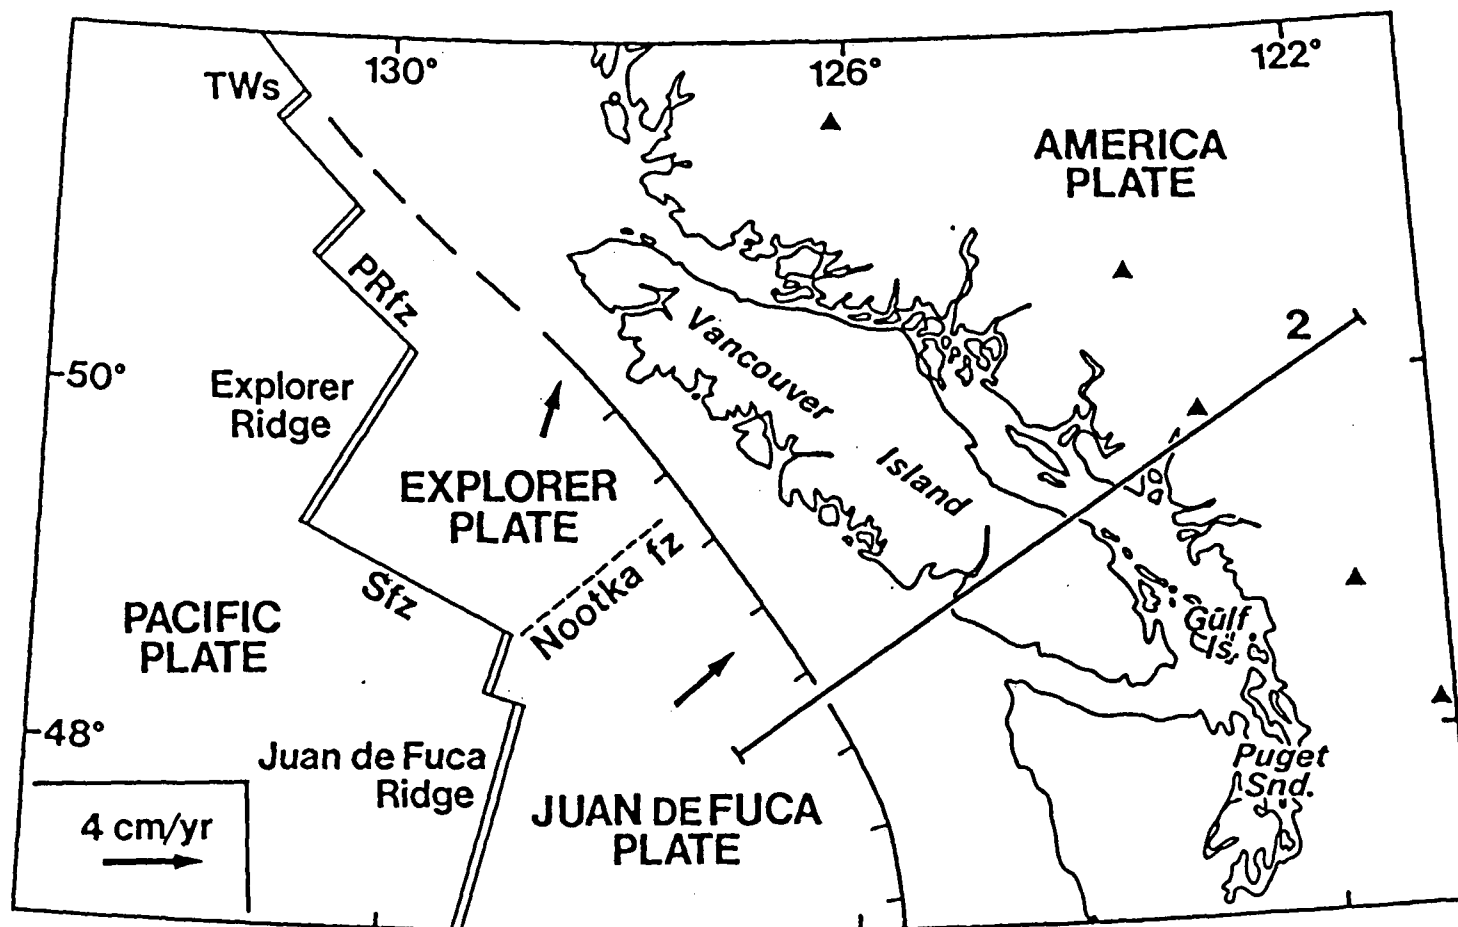 130°
126°
122°
TWs
AMERICA
PLATE
PRfz
2
Vancouver
Island
50°
Explorer
Ridge
EXPLORER
PLATE
Sfz
Nootka fz
PACIFIC
PLATE
Gulf
Is.
48°
Juan de Fuca
Ridge
Puget
Snd.
JUAN DE FUCA
PLATE
4 cm/yr